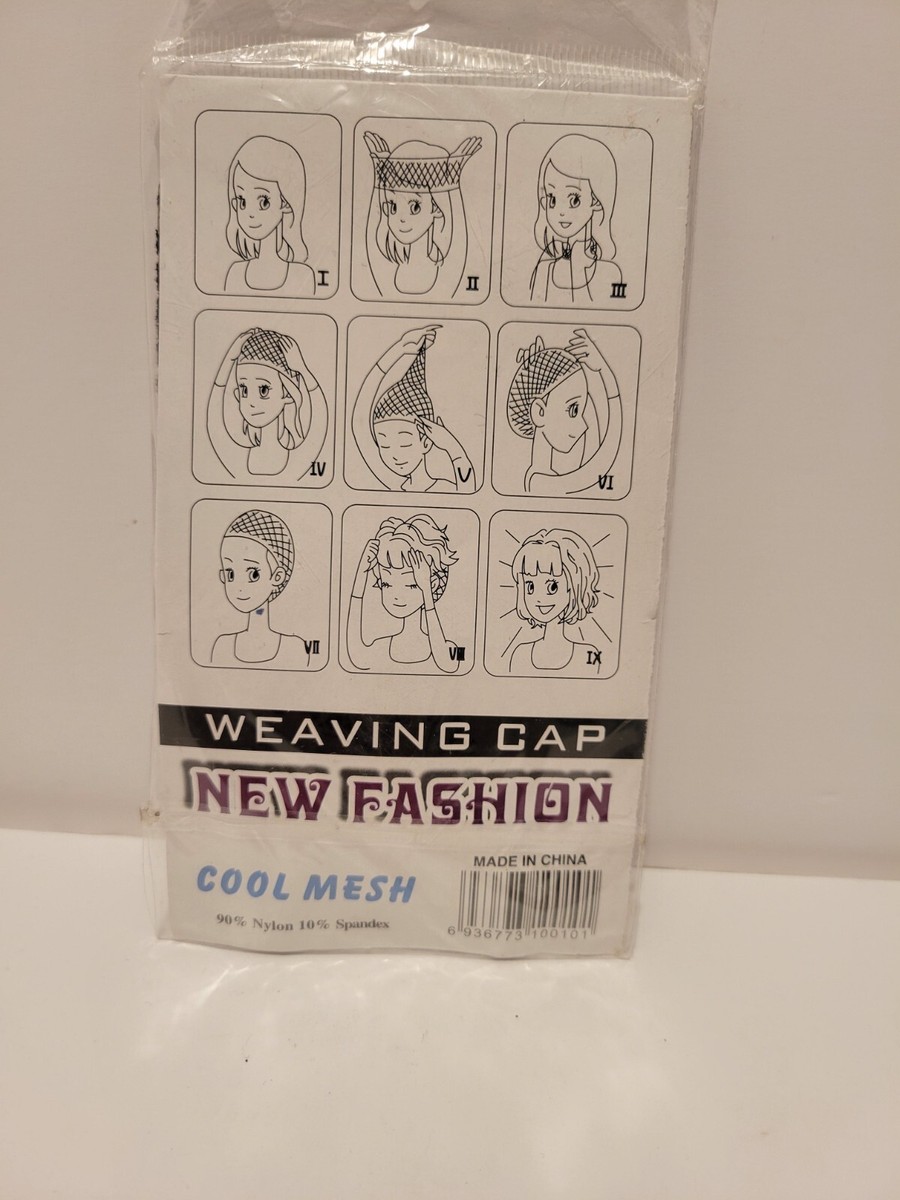 I
II
III
IV
V
VI
VII
VIII
IX
WEAVING CAP
NEW FASHION
COOL MESH
MADE IN CHINA
90% Nylon 10% Spandex
6 936773 100101